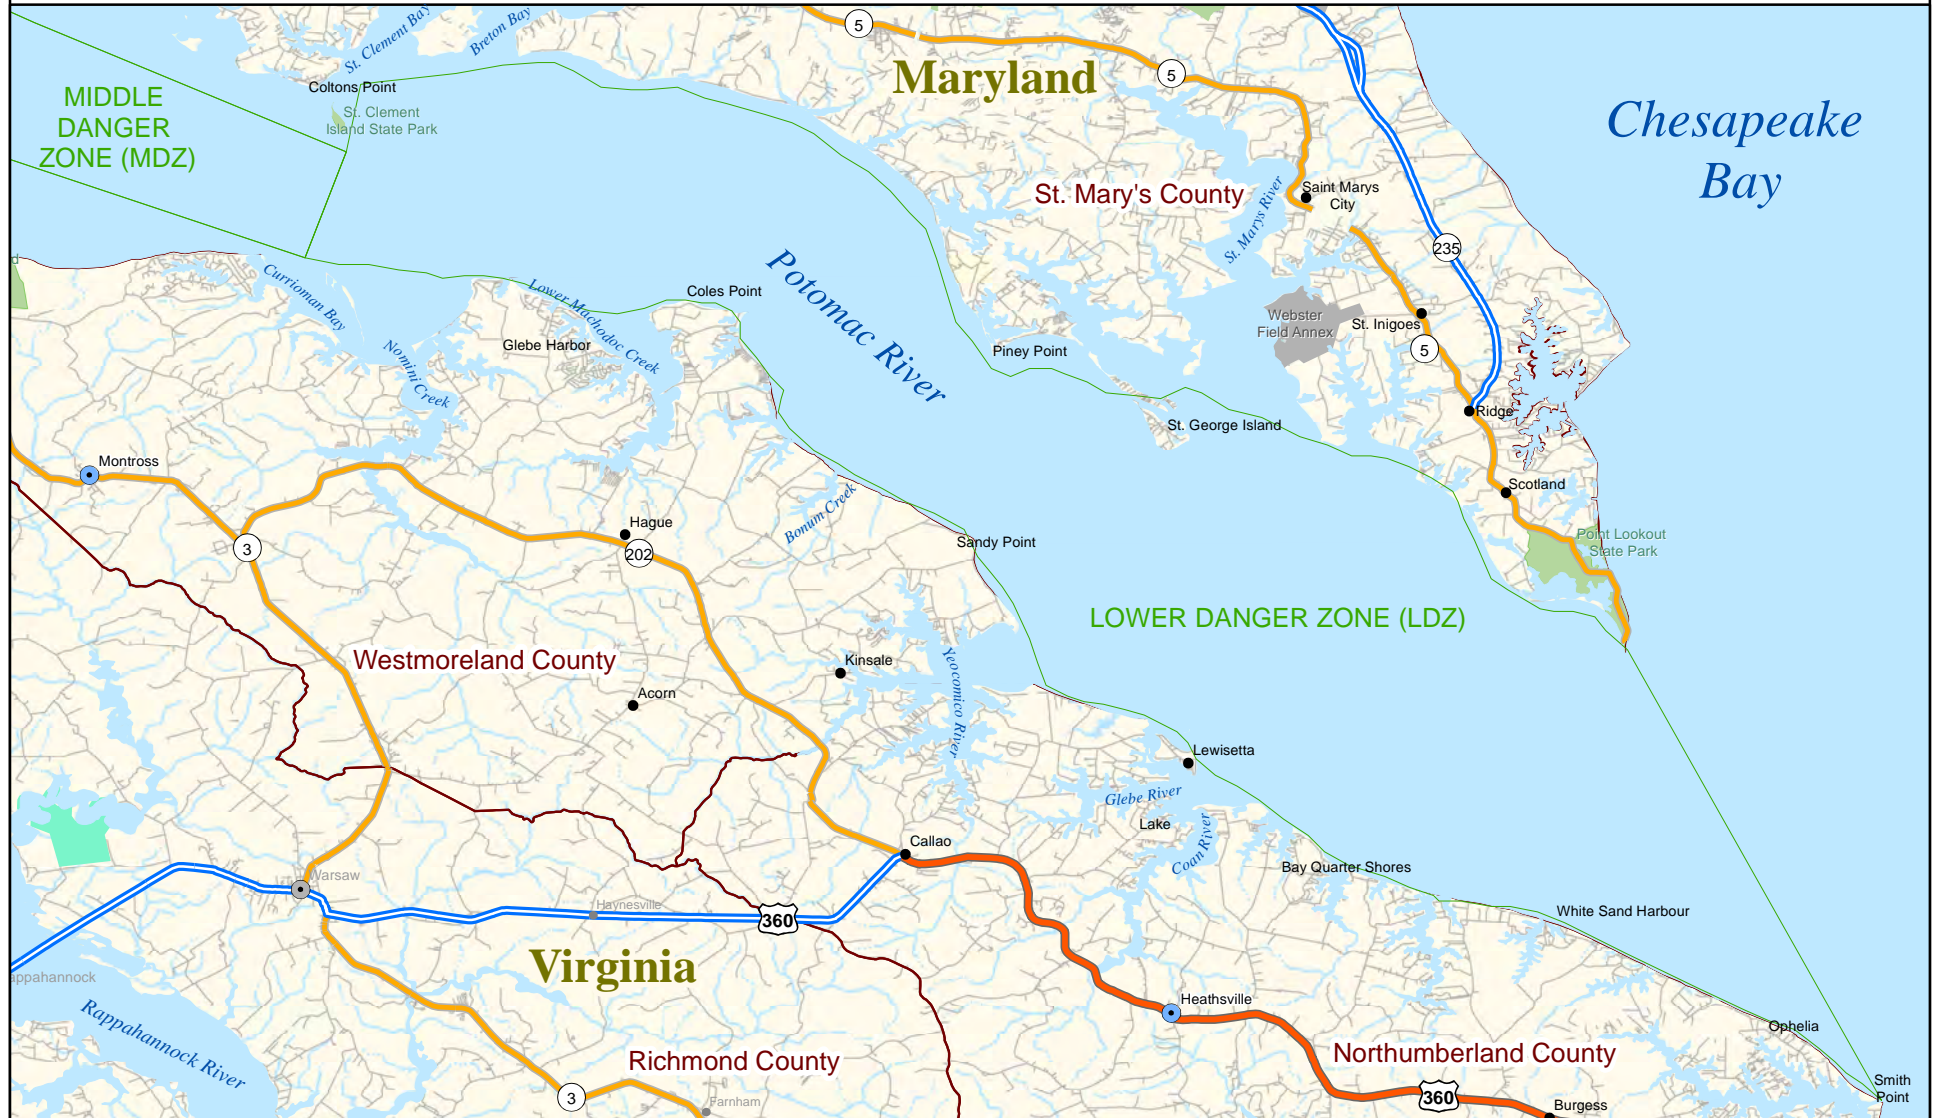 St. Clement Bay
Breton Bay
5
Maryland
5
Coltons Point
St. Clement
Island State Park
MIDDLE
DANGER
ZONE (MDZ)
Chesapeake
Bay
St. Mary's County
St. Marys River
Saint Marys
City
235
Potomac River
Currioman Bay
Lower Machodoc Creek
Coles Point
Nomini Creek
Glebe Harbor
Piney Point
Webster
Field Annex
St. Inigoes
5
Ridge
St. George Island
Montross
Scotland
Bonum Creek
Hague
202
3
Sandy Point
Point Lookout
State Park
LOWER DANGER ZONE (LDZ)
Westmoreland County
Kinsale
Acorn
Yeocomico River
Lewisetta
Glebe River
Lake
Coan River
Callao
Bay Quarter Shores
Warsaw
Haynesville
360
White Sand Harbour
Virginia
appahannock
Rappahannock River
Heathsville
Ophelia
Richmond County
Northumberland County
3
Farnham
360
Burgess
Smith
Point